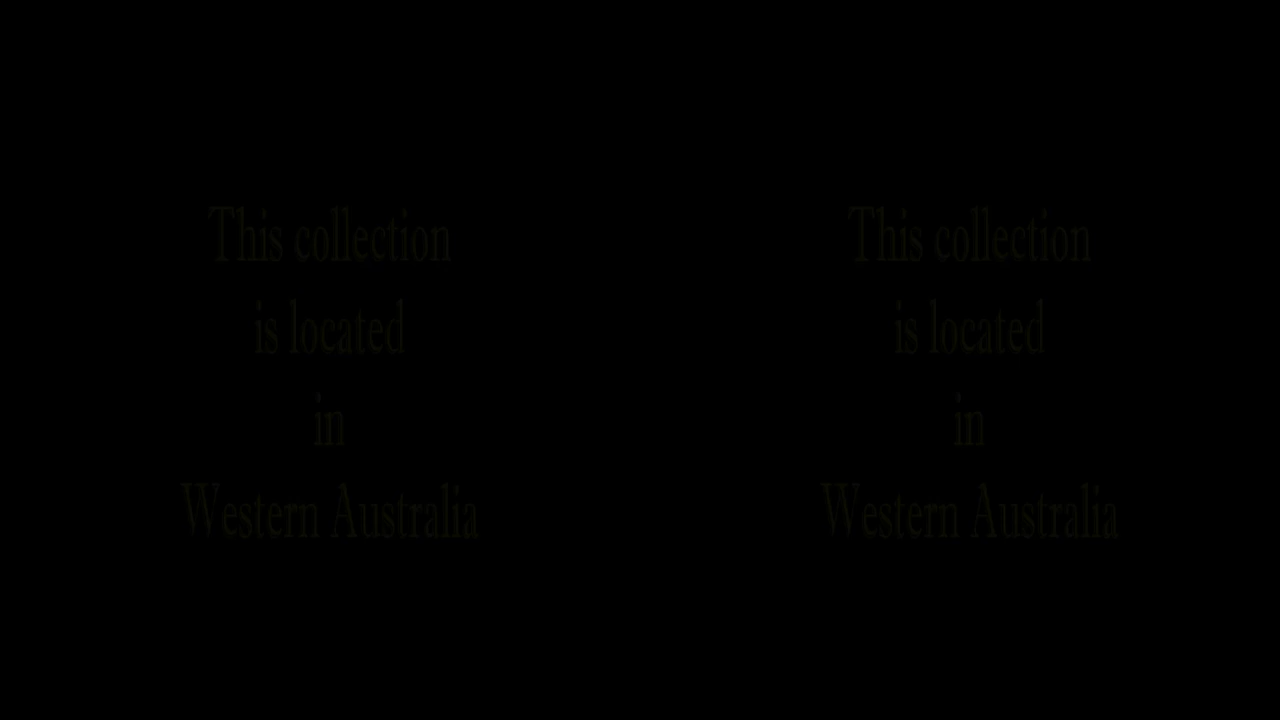 This collection
is located
in
Western Australia
This collection
is located
in
Western Australia